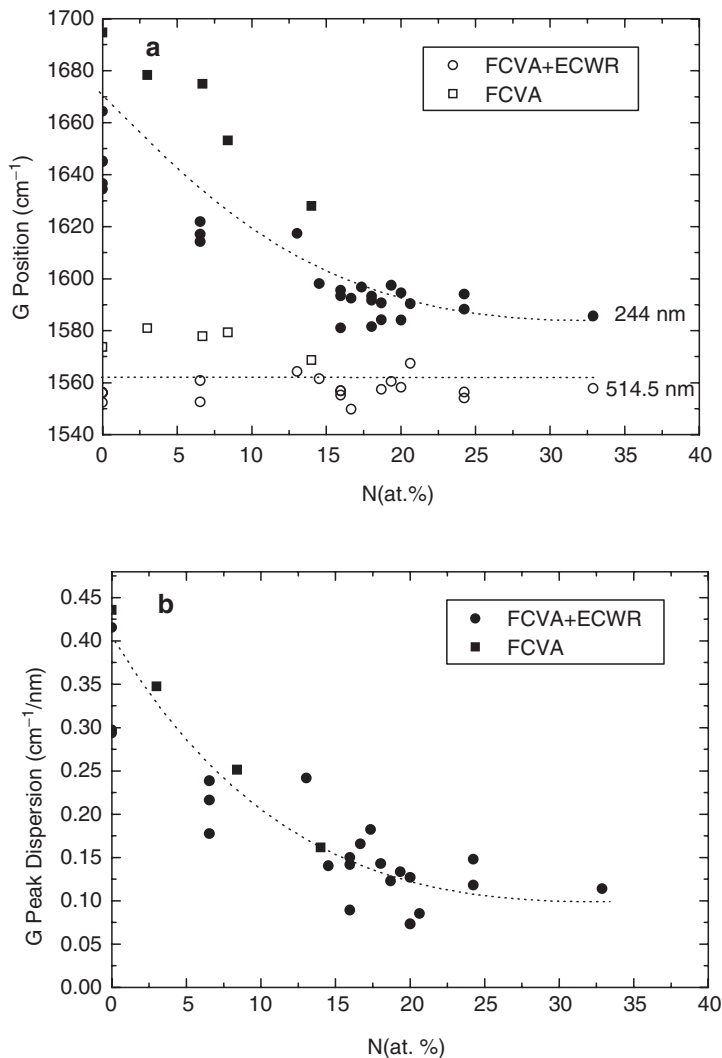 1700
a
FCVA+ECWR
FCVA
1680
1660
1640
1620
1600
1580
1560
1540
244 nm
514.5 nm
G Position (cm⁻¹)
0 5 10 15 20 25 30 35 40
N(at.%)
b
FCVA+ECWR
FCVA
0.45
0.40
0.35
0.30
0.25
0.20
0.15
0.10
0.05
0.00
G Peak Dispersion (cm⁻¹/nm)
0 5 10 15 20 25 30 35 40
N(at. %)